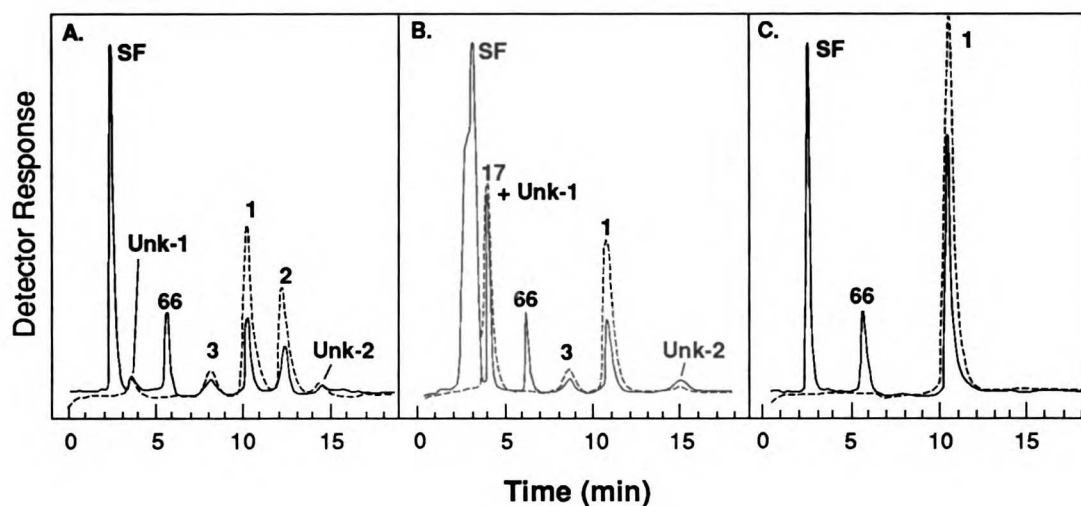 Detector Response
A.
SF
Unk-1
66
3
1
2
Unk-2
0 5 10 15
B.
SF
17
+ Unk-1
66
3
1
Unk-2
0 5 10 15
C.
SF
66
1
0 5 10 15
Time (min)